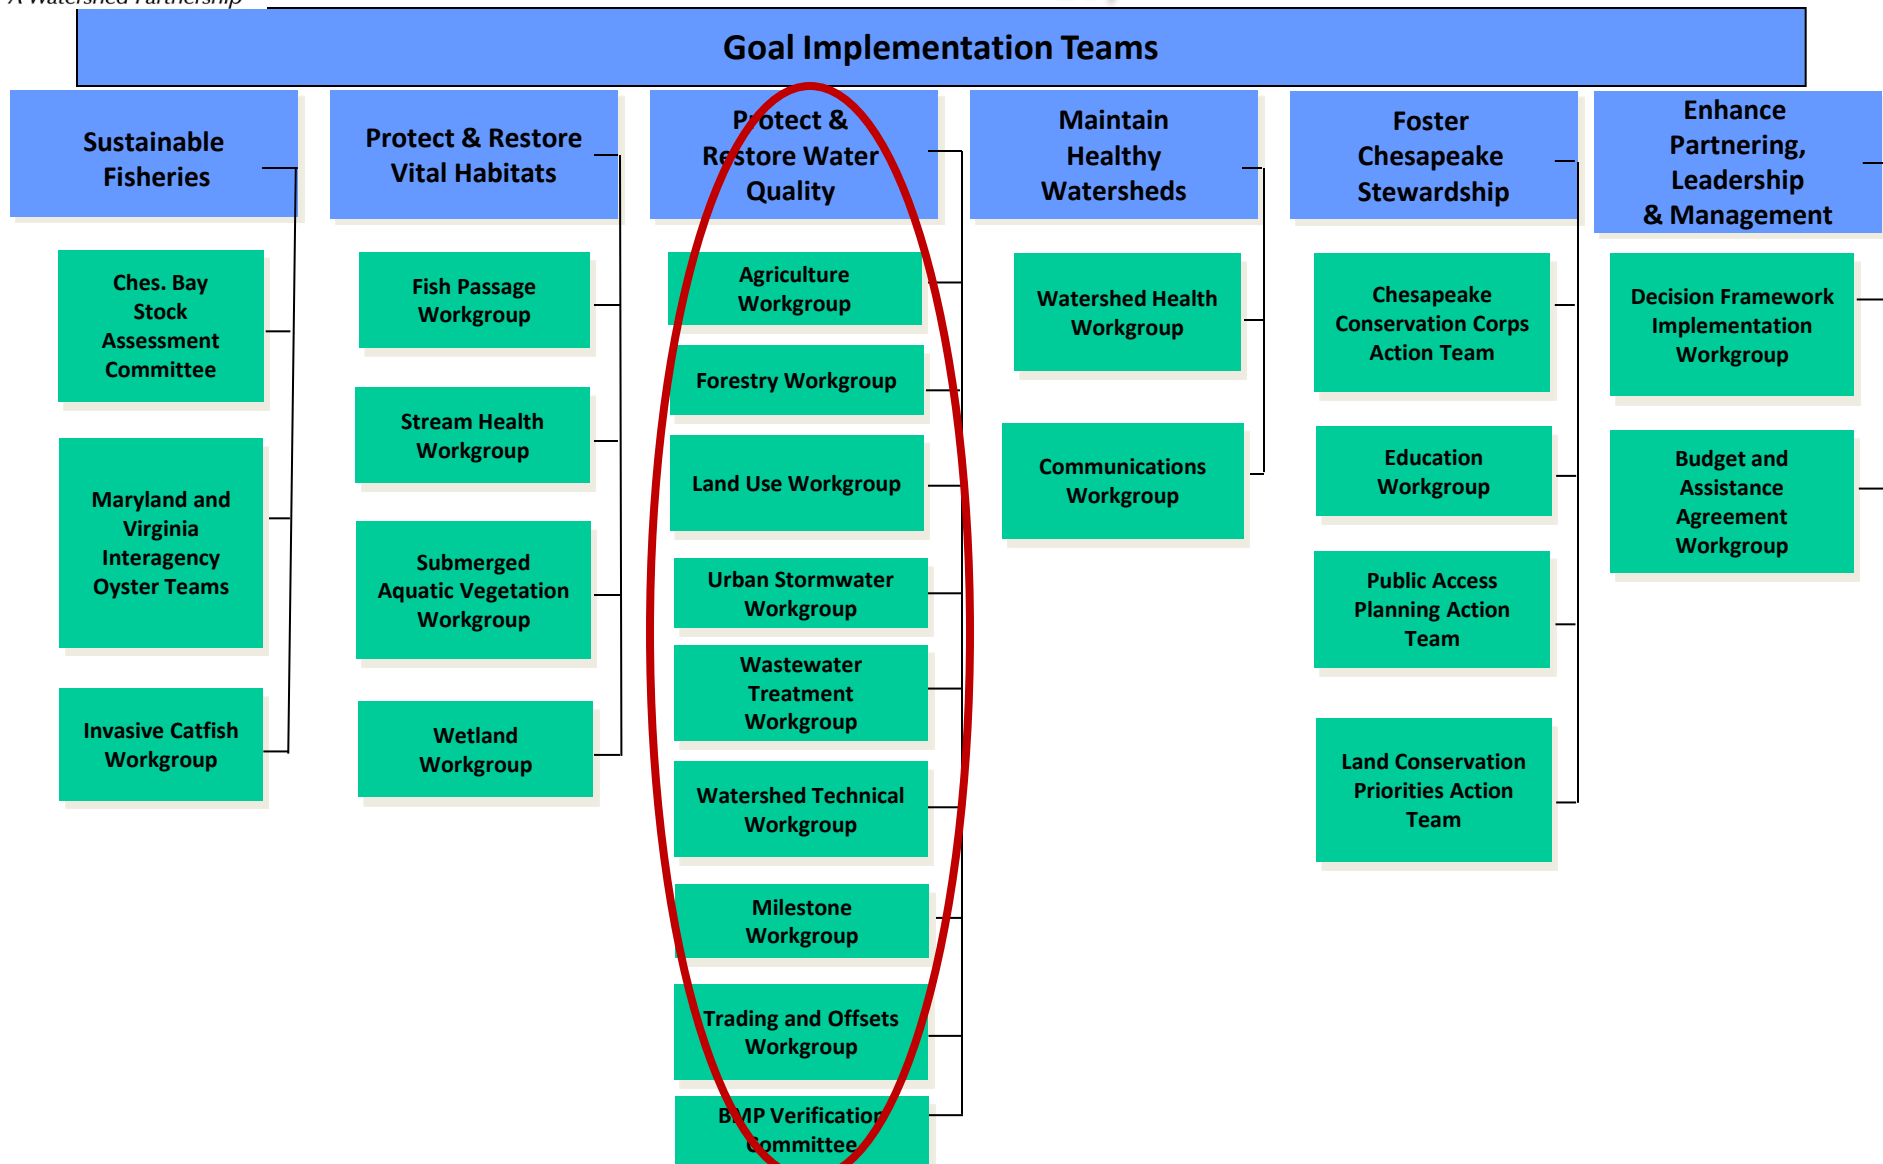 A Watershed Partnership
Goal Implementation Teams
Sustainable
Fisheries
Ches. Bay
Stock
Assessment
Committee
Maryland and
Virginia
Interagency
Oyster Teams
Invasive Catfish
Workgroup
Protect & Restore
Vital Habitats
Fish Passage
Workgroup
Stream Health
Workgroup
Submerged
Aquatic Vegetation
Workgroup
Wetland
Workgroup
Protect &
Restore Water
Quality
Agriculture
Workgroup
Forestry Workgroup
Land Use Workgroup
Urban Stormwater
Workgroup
Wastewater
Treatment
Workgroup
Watershed Technical
Workgroup
Milestone
Workgroup
Trading and Offsets
Workgroup
BMP Verification
Committee
Maintain
Healthy
Watersheds
Watershed Health
Workgroup
Communications
Workgroup
Foster
Chesapeake
Stewardship
Chesapeake
Conservation Corps
Action Team
Education
Workgroup
Public Access
Planning Action
Team
Land Conservation
Priorities Action
Team
Enhance
Partnering,
Leadership
& Management
Decision Framework
Implementation
Workgroup
Budget and
Assistance
Agreement
Workgroup